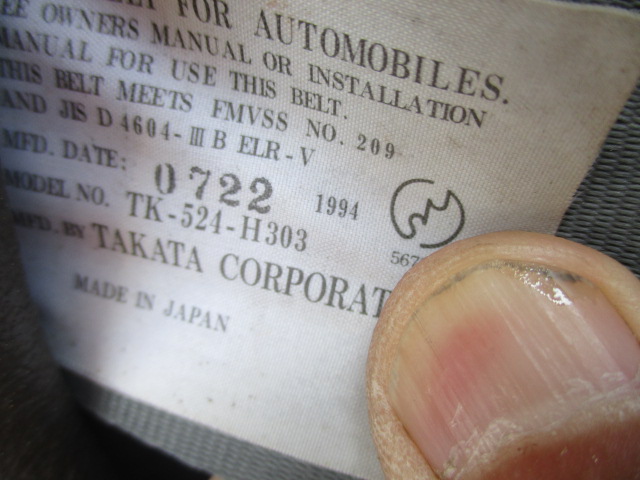 FOR AUTOMOBILES.
OWNERS MANUAL OR INSTALLATION
MANUAL FOR USE THIS BELT.
THIS BELT MEETS FMVSS NO. 209
AND JIS D 4604-Ⅲ B ELR-V
MFD. DATE: 0722 1994
MODEL NO. TK-524-H303
567
MFD. BY TAKATA
MADE IN JAPAN